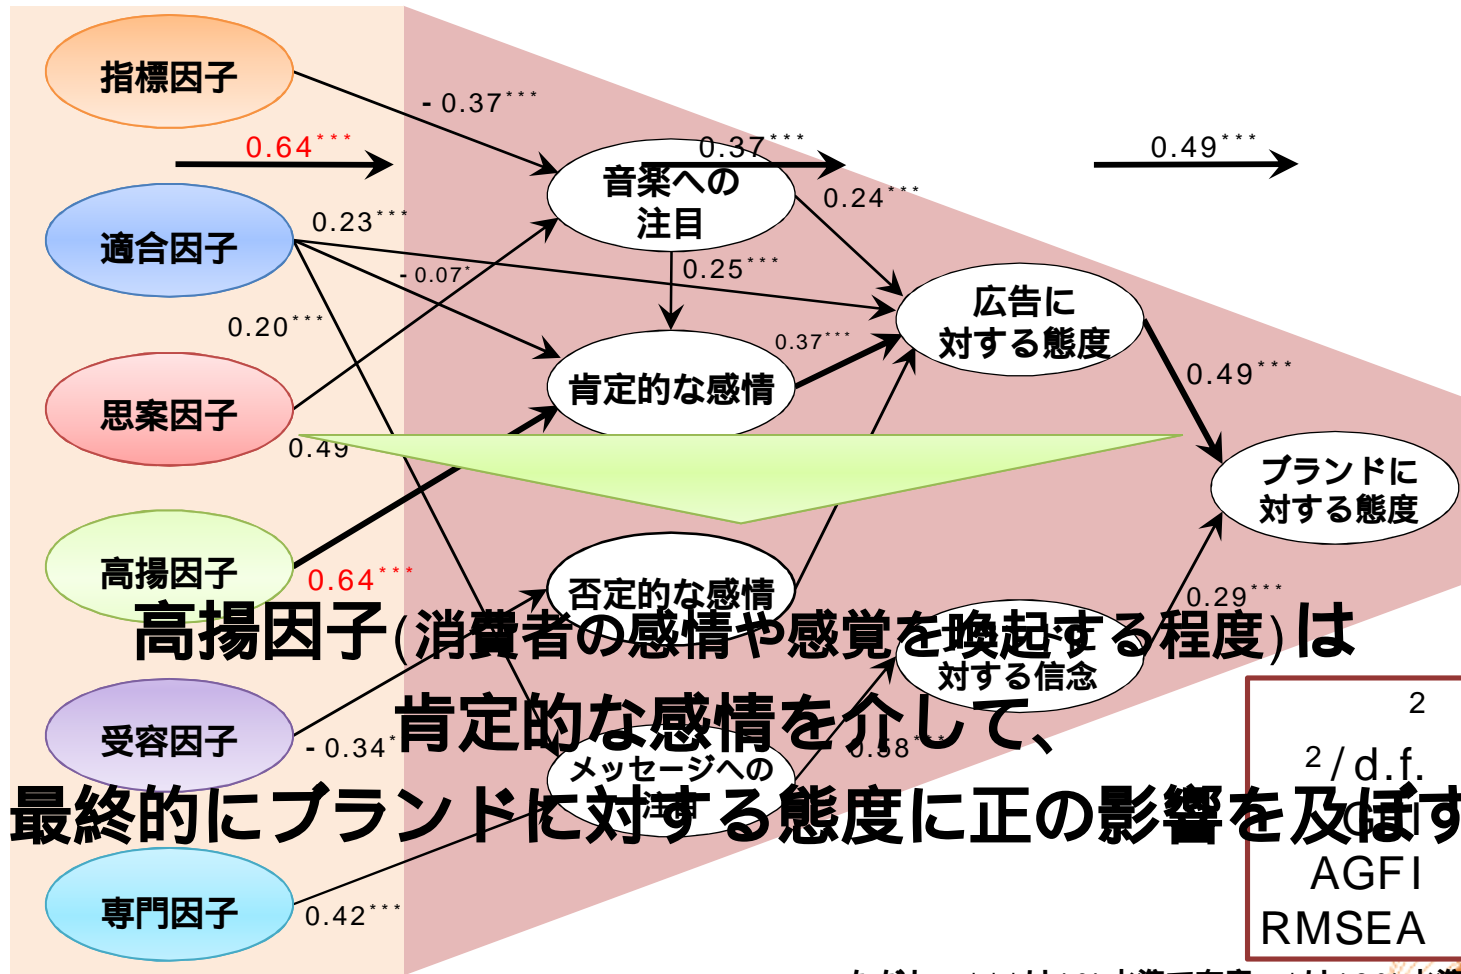 指標因子
- 0.37***
0.64***
0.37***
0.49***
音楽への
注目
0.24***
適合因子
0.23***
0.25***
- 0.07*
広告に
対する態度
0.20***
0.37***
肯定的な感情
0.49***
思案因子
0.49
ブランドに
対する態度
高揚因子
0.64***
否定的な感情
0.29***
高揚因子(消費者の感情や感覚を喚起する程度)は
対する信念
受容因子
- 0.34*
肯定的な感情を介して、
0.58***
メッセージへの
注目
最終的にブランドに対する態度に正の影響を及ぼす
専門因子
0.42***
2
2/d.f.
GFI
AGFI
RMSEA